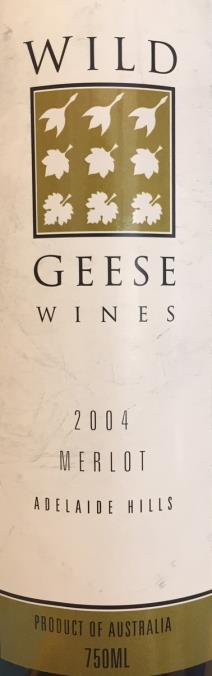 WILD
GEESE
WINES
2004
MERLOT
ADELAIDE HILLS
PRODUCT OF AUSTRALIA
750ML